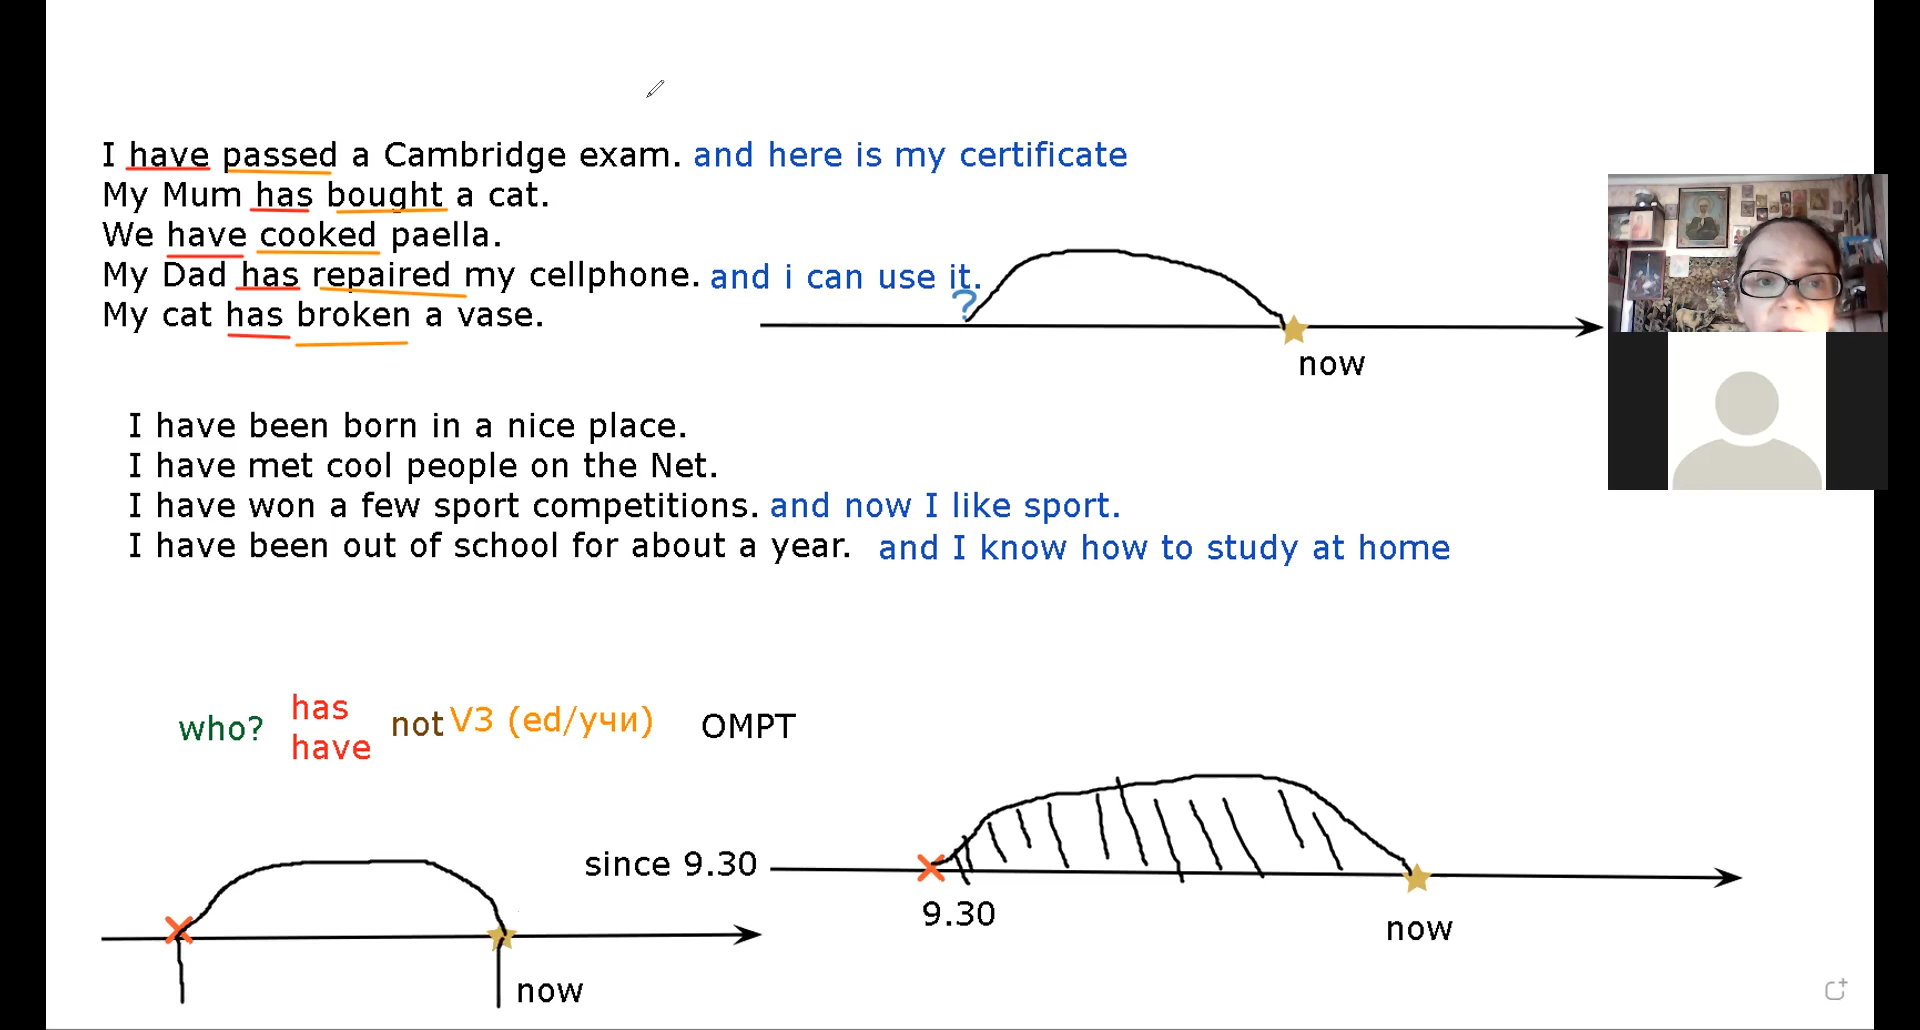 I have passed a Cambridge exam. and here is my certificate
My Mum has bought a cat.
We have cooked paella.
My Dad has repaired my cellphone. and i can use it.
My cat has broken a vase.
?
now
I have been born in a nice place.
I have met cool people on the Net.
I have won a few sport competitions. and now I like sport.
I have been out of school for about a year. and I know how to study at home
who? has have not V3 (ed/учи) OMPT
since 9.30
9.30
now
now